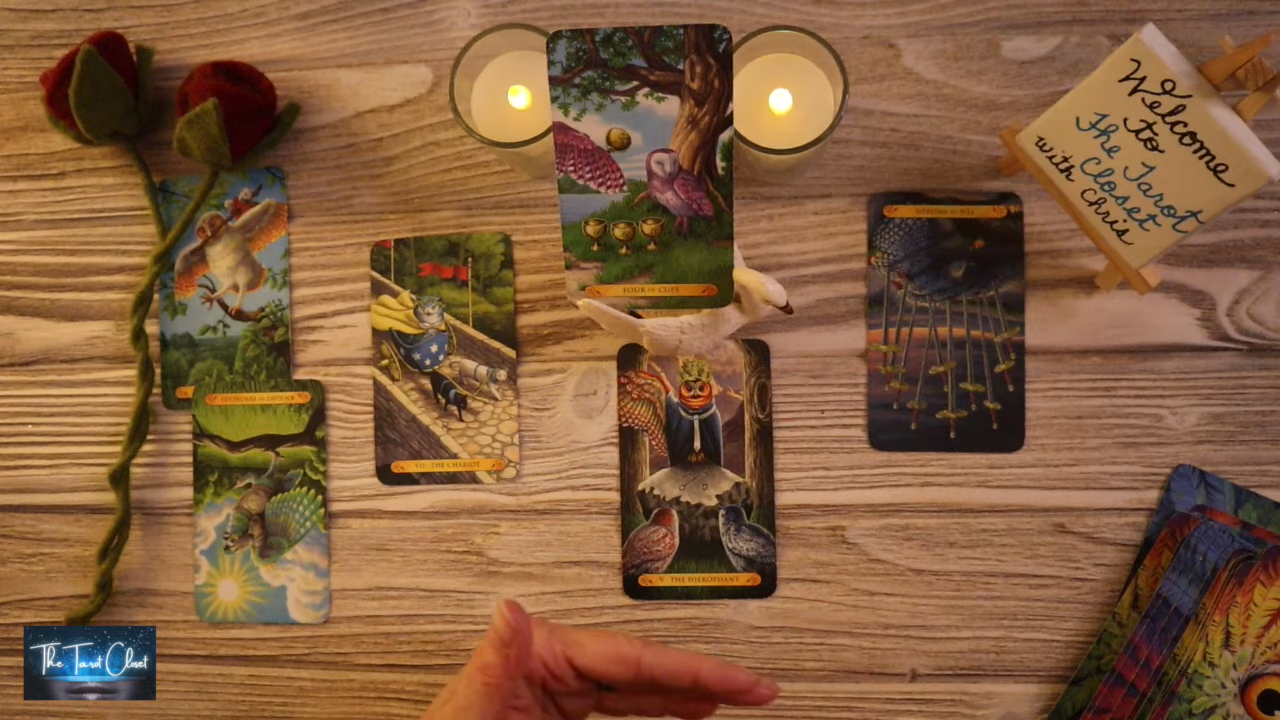 FOUR OF CUPS
Welcome
to
The Tarot
Closet
with Chris
VII · THE CHARIOT
V · THE HIEROPHANT
The Tarot Closet